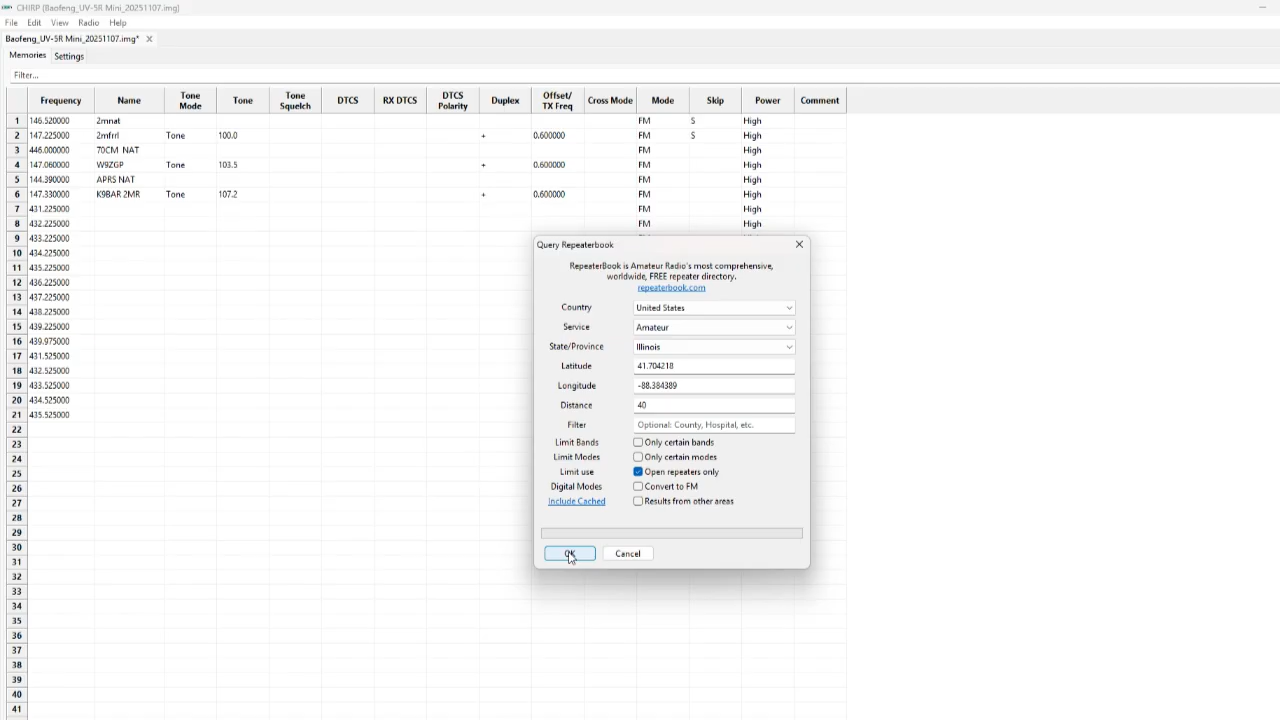 CHIRP [Baofeng_UV-5R Mini_20251107.img]
File Edit View Radio Help
Baofeng_UV-5R Mini_20251107.img*
Memories Settings
Filter...
Frequency Name Tone Mode Tone Tone Squelch DTCS RX DTCS DTCS Polarity Duplex Offset/ TX Freq Cross Mode Mode Skip Power Comment
1 146.520000 2mnat FM S High
2 147.225000 2mfrrl Tone 100.0 + 0.600000 FM S High
3 446.000000 70CM NAT FM High
4 147.060000 W9ZGP Tone 103.5 + 0.600000 FM High
5 144.390000 APRS NAT FM High
6 147.330000 K9BAR 2MR Tone 107.2 + 0.600000 FM High
7 431.225000 FM High
8 432.225000 FM High
9 433.225000
10 434.225000
11 435.225000
12 436.225000
13 437.225000
14 438.225000
15 439.225000
16 439.975000
17 431.525000
18 432.525000
19 433.525000
20 434.525000
21 435.525000
22
23
24
25
26
27
28
29
30
31
32
33
34
35
36
37
38
39
40
41
Query Repeaterbook
RepeaterBook is Amateur Radio's most comprehensive,
worldwide, FREE repeater directory.
repeaterbook.com
Country United States
Service Amateur
State/Province Illinois
Latitude 41.704218
Longitude -88.384389
Distance 40
Filter Optional: County, Hospital, etc.
Limit Bands Only certain bands
Limit Modes Only certain modes
Limit use Open repeaters only
Digital Modes Convert to FM
Include Cached Results from other areas
OK Cancel